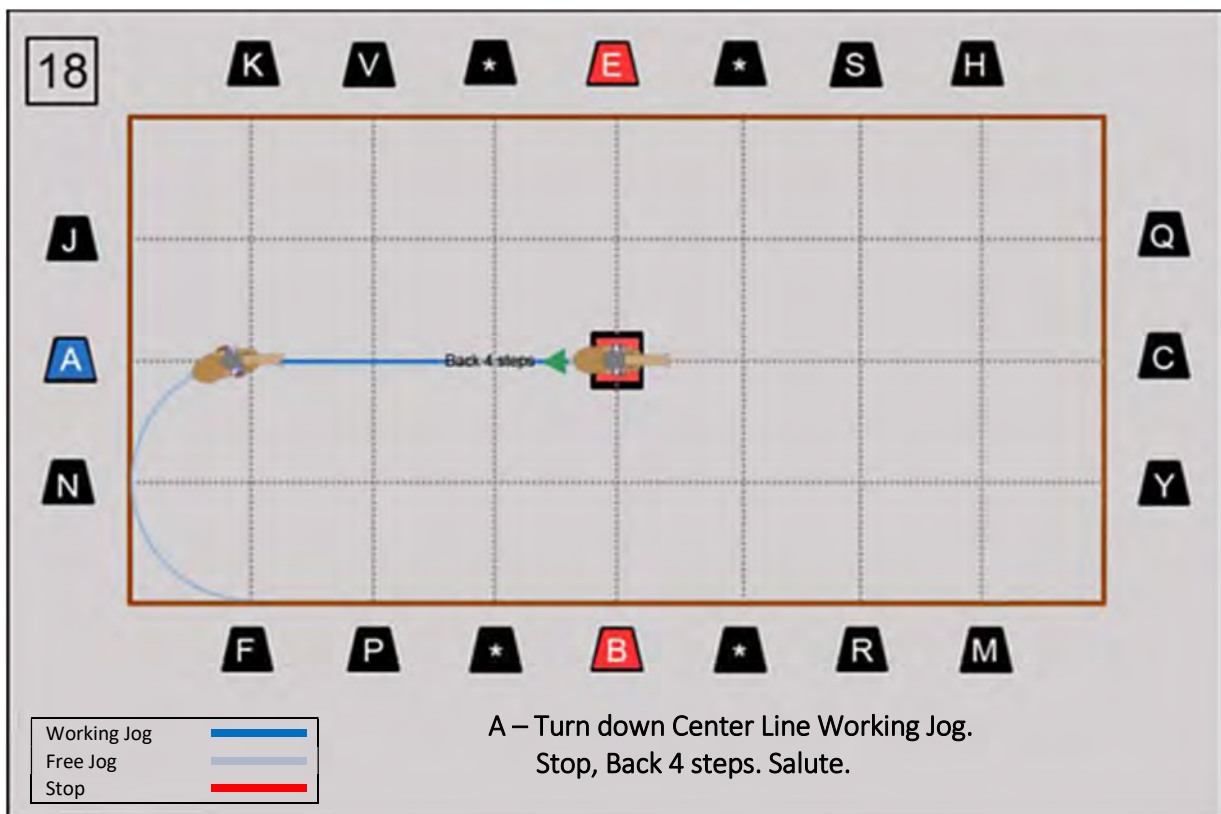 18
K V * E * S H
J
Q
A
Back 4 steps
C
N
Y
F P * B * R M
A – Turn down Center Line Working Jog.
Stop, Back 4 steps. Salute.
Working Jog
Free Jog
Stop